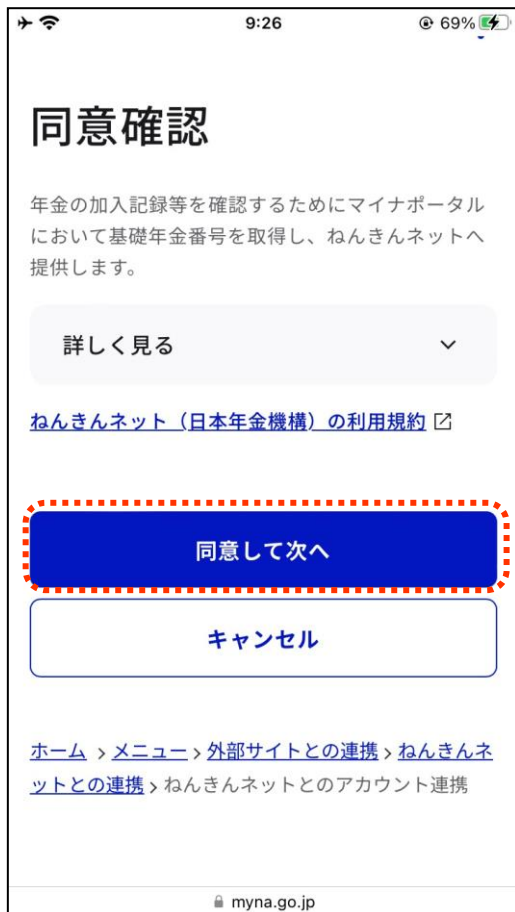 9:26
69%
同意確認
年金の加入記録等を確認するためにマイナポータル
において基礎年金番号を取得し、ねんきんネットへ
提供します。
詳しく見る
ねんきんネット（日本年金機構）の利用規約
同意して次へ
キャンセル
ホーム > メニュー > 外部サイトとの連携 > ねんきんネ
ットとの連携 > ねんきんネットとのアカウント連携
myna.go.jp